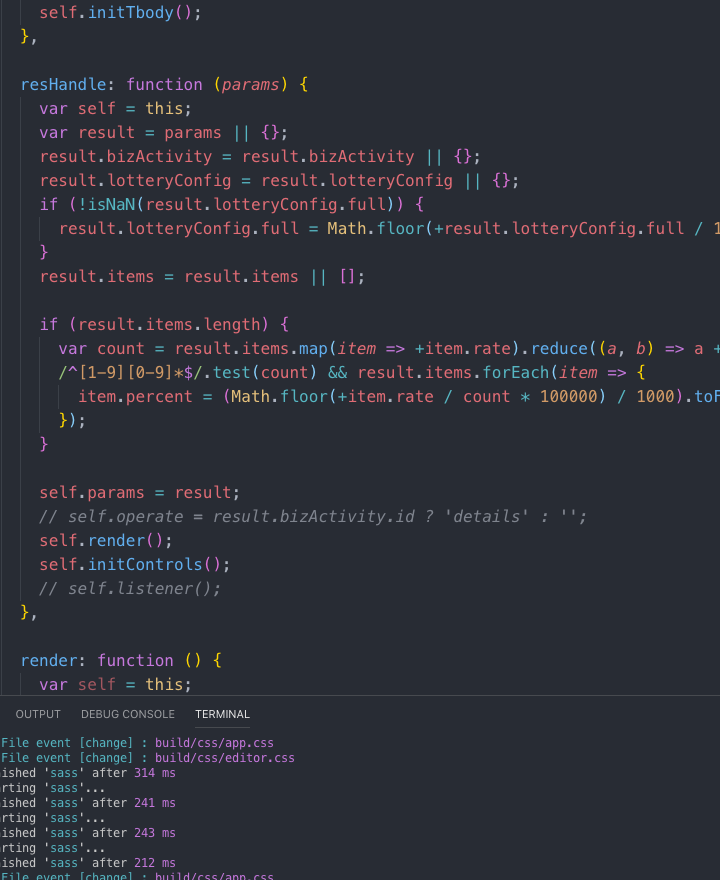 self.initTbody();
},
resHandle: function (params) {
var self = this;
var result = params || {};
result.bizActivity = result.bizActivity || {};
result.lotteryConfig = result.lotteryConfig || {};
if (!isNaN(result.lotteryConfig.full)) {
result.lotteryConfig.full = Math.floor(+result.lotteryConfig.full / 1
}
result.items = result.items || [];
if (result.items.length) {
var count = result.items.map(item => +item.rate).reduce((a, b) => a +
/^[1-9][0-9]*$/.test(count) && result.items.forEach(item => {
item.percent = (Math.floor(+item.rate / count * 100000) / 1000).toF
});
}
self.params = result;
// self.operate = result.bizActivity.id ? 'details' : '';
self.render();
self.initControls();
// self.listener();
},
render: function () {
var self = this;
OUTPUT DEBUG CONSOLE TERMINAL
File event [change] : build/css/app.css
File event [change] : build/css/editor.css
ished 'sass' after 314 ms
rting 'sass'...
ished 'sass' after 241 ms
rting 'sass'...
ished 'sass' after 243 ms
rting 'sass'...
ished 'sass' after 212 ms
File event [change] : build/css/app.css